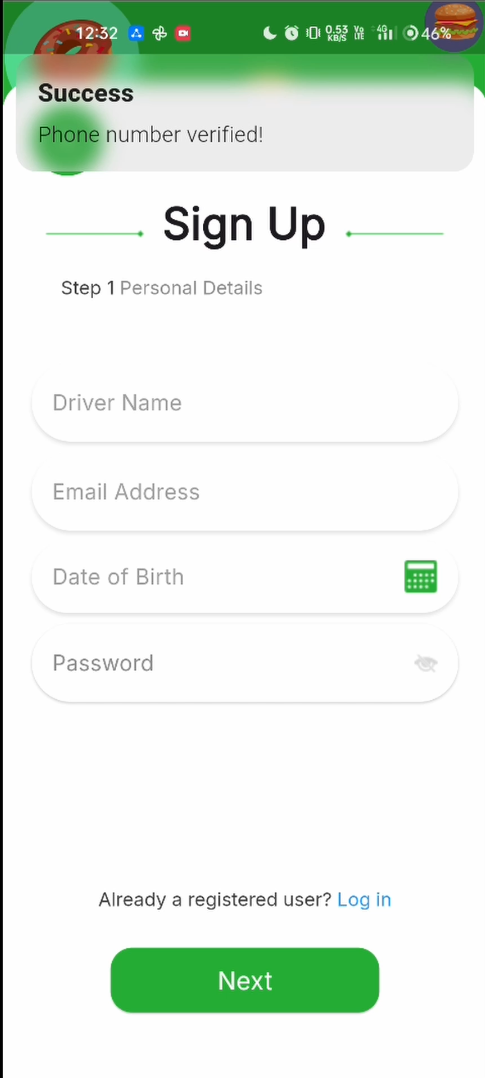 12:32 0.53 KB/S Vo LTE 4G 46%
Success
Phone number verified!
Sign Up
Step 1 Personal Details
Driver Name
Email Address
Date of Birth
Password
Already a registered user? Log in
Next